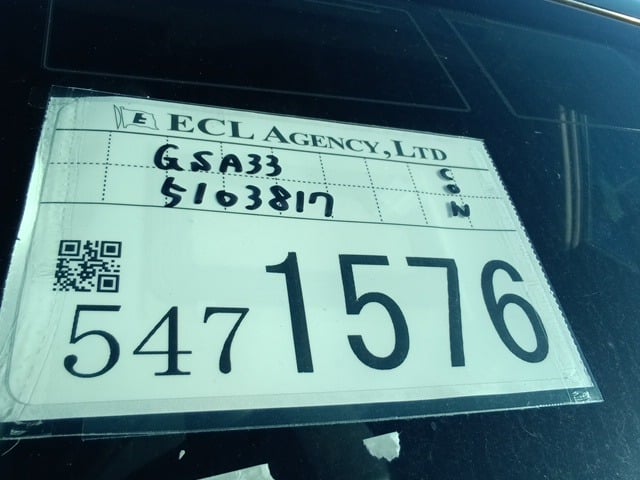 E ECL AGENCY, LTD
GSA33
5103817
CON
547 1576